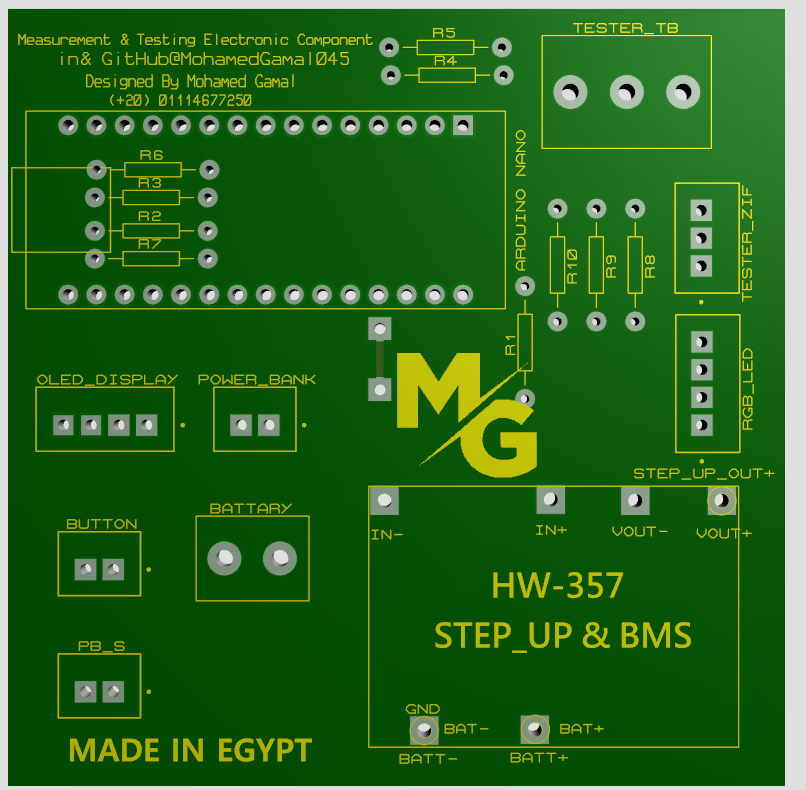 Measurement & Testing Electronic Component
in& GitHub@MohamedGamal045
Designed By Mohamed Gamal
(+20) 01114677250
R5
R4
TESTER_TB
ARDUINO NANO
R6
R3
R2
R7
R10
R9
R8
TESTER_ZIF
R1
RGB_LED
OLED_DISPLAY
POWER_BANK
MG
STEP_UP_OUT+
BUTTON
BATTARY
IN-
IN+
VOUT-
VOUT+
HW-357
STEP_UP & BMS
PB_S
GND
BAT-
BAT+
BATT-
BATT+
MADE IN EGYPT